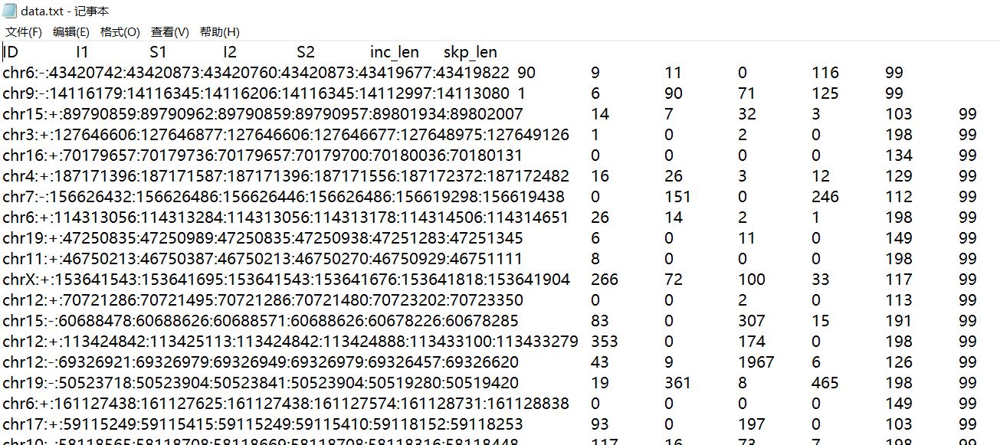 data.txt - 记事本
文件(F) 编辑(E) 格式(O) 查看(V) 帮助(H)
ID I1 S1 I2 S2 inc_len skp_len
chr6:-:43420742:43420873:43420760:43420873:43419677:43419822 90 9 11 0 116 99
chr9:-:14116179:14116345:14116206:14116345:14112997:14113080 1 6 90 71 125 99
chr15:+:89790859:89790962:89790859:89790957:89801934:89802007 14 7 32 3 103 99
chr3:+:127646606:127646877:127646606:127646677:127648975:127649126 1 0 2 0 198 99
chr16:+:70179657:70179736:70179657:70179700:70180036:70180131 0 0 0 0 134 99
chr4:+:187171396:187171587:187171396:187171556:187172372:187172482 16 26 3 12 129 99
chr7:-:156626432:156626486:156626446:156626486:156619298:156619438 0 151 0 246 112 99
chr6:+:114313056:114313284:114313056:114313178:114314506:114314651 26 14 2 1 198 99
chr19:+:47250835:47250989:47250835:47250938:47251283:47251345 6 0 11 0 149 99
chr11:+:46750213:46750387:46750213:46750270:46750929:46751111 8 0 0 0 198 99
chrX:+:153641543:153641695:153641543:153641676:153641818:153641904 266 72 100 33 117 99
chr12:+:70721286:70721495:70721286:70721480:70723202:70723350 0 0 2 0 113 99
chr15:-:60688478:60688626:60688571:60688626:60678226:60678285 83 0 307 15 191 99
chr12:+:113424842:113425113:113424842:113424888:113433100:113433279 353 0 174 0 198 99
chr12:-:69326921:69326979:69326949:69326979:69326457:69326620 43 9 1967 6 126 99
chr19:-:50523718:50523904:50523841:50523904:50519280:50519420 19 361 8 465 198 99
chr6:+:161127438:161127625:161127438:161127574:161128731:161128838 0 0 0 0 149 99
chr17:+:59115249:59115415:59115249:59115410:59118152:59118253 93 0 197 0 103 99
chr10:-:58118565:58118708:58118669:58118708:58118316:58118448 117 16 73 7 198 99